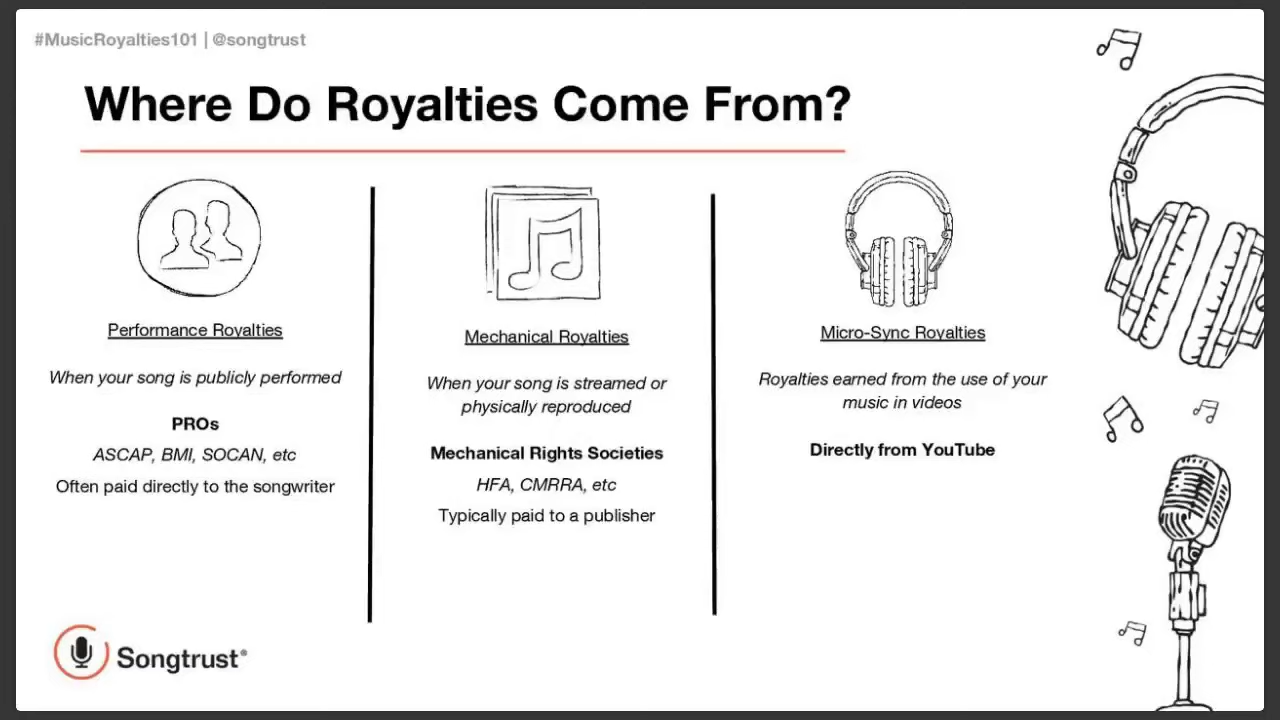 #MusicRoyalties101 | @songtrust
Where Do Royalties Come From?
Performance Royalties
When your song is publicly performed
PROs
ASCAP, BMI, SOCAN, etc
Often paid directly to the songwriter
Mechanical Royalties
When your song is streamed or
physically reproduced
Mechanical Rights Societies
HFA, CMRRA, etc
Typically paid to a publisher
Micro-Sync Royalties
Royalties earned from the use of your
music in videos
Directly from YouTube
Songtrust®